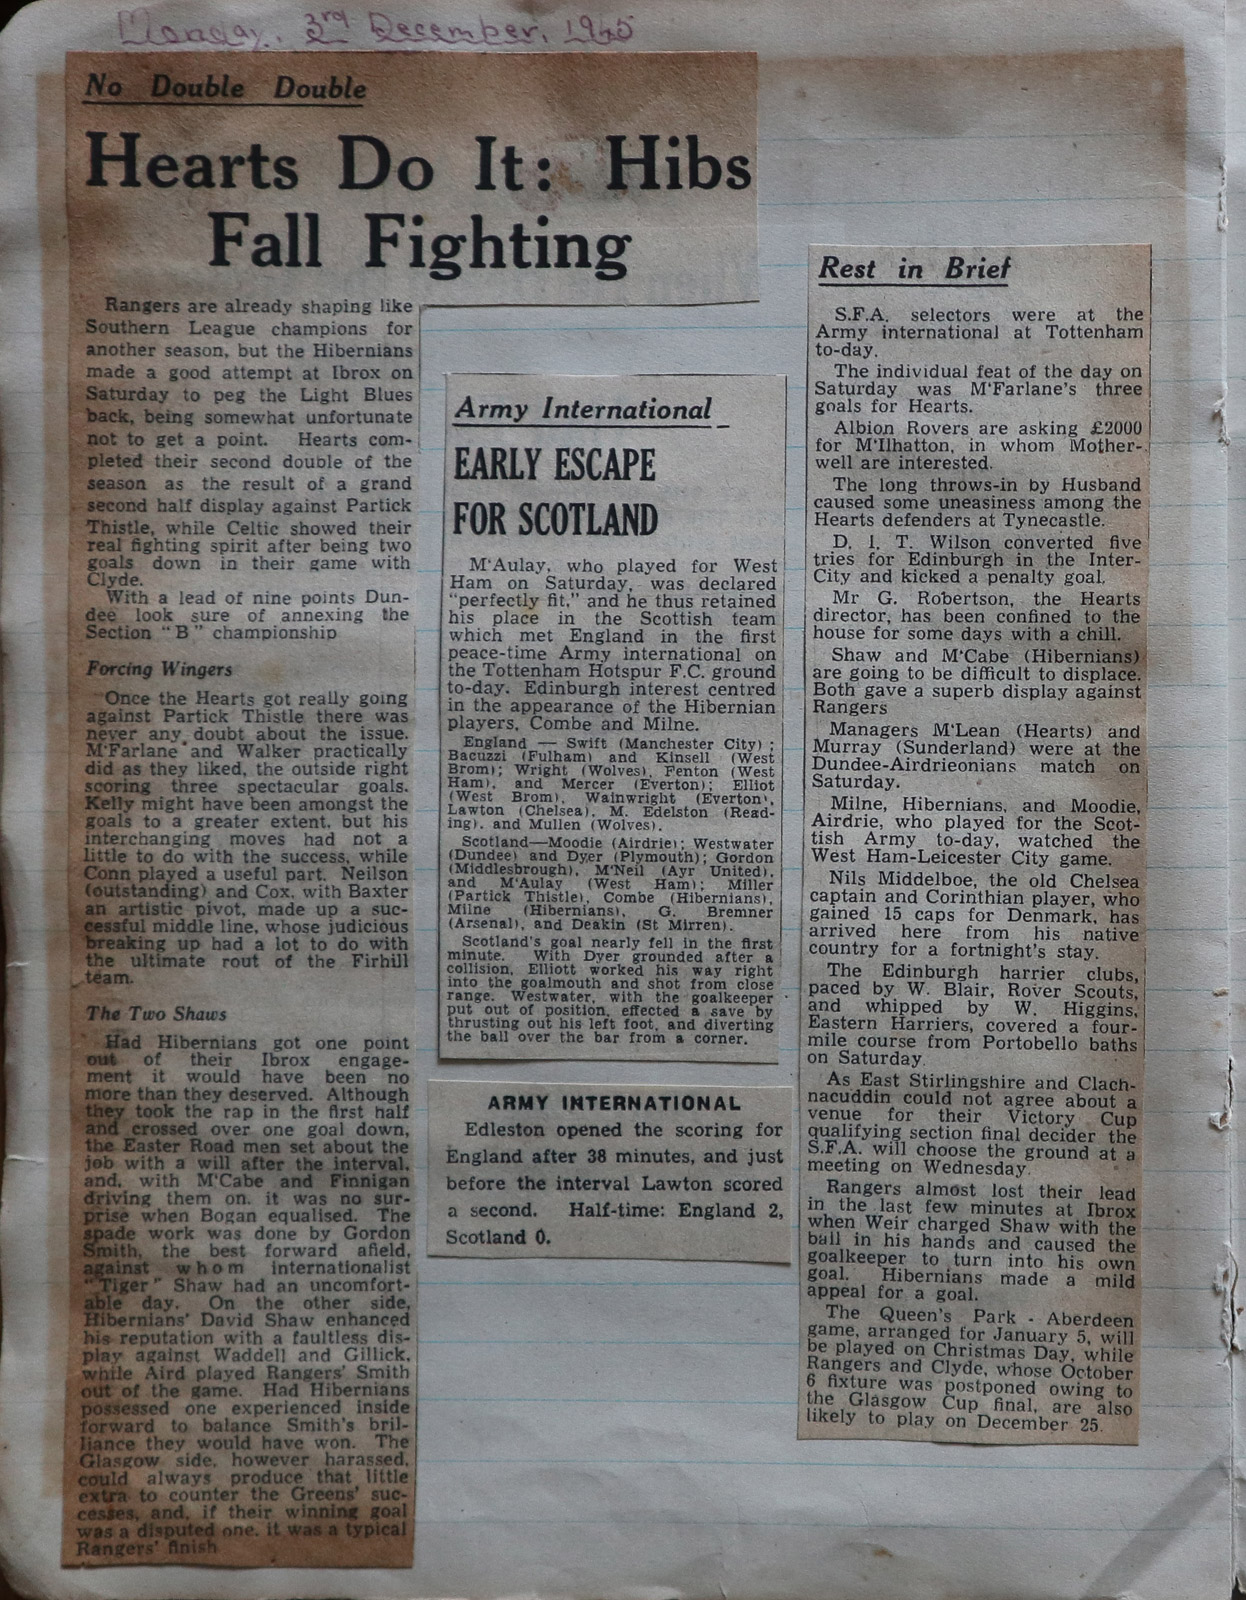 Monday, 3rd December, 1945
No Double Double
Hearts Do It: Hibs
Fall Fighting
Rangers are already shaping like
Southern League champions for
another season, but the Hibernians
made a good attempt at Ibrox on
Saturday to peg the Light Blues
back, being somewhat unfortunate
not to get a point. Hearts com-
pleted their second double of the
season as the result of a grand
second half display against Partick
Thistle, while Celtic showed their
real fighting spirit after being two
goals down in their game with
Clyde.
With a lead of nine points Dun-
dee look sure of annexing the
Section "B" championship
Forcing Wingers
Once the Hearts got really going
against Partick Thistle there was
never any doubt about the issue.
M'Farlane and Walker practically
did as they liked, the outside right
scoring three spectacular goals.
Kelly might have been amongst the
goals to a greater extent, but his
interchanging moves had not a
little to do with the success, while
Conn played a useful part. Neilson
(outstanding) and Cox, with Baxter
an artistic pivot, made up a suc-
cessful middle line, whose judicious
breaking up had a lot to do with
the ultimate rout of the Firhill
team.
The Two Shaws
Had Hibernians got one point
out of their Ibrox engage-
ment it would have been no
more than they deserved. Although
they took the rap in the first half
and crossed over one goal down,
the Easter Road men set about the
job with a will after the interval,
and, with M'Cabe and Finnigan
driving them on, it was no sur-
prise when Bogan equalised. The
spade work was done by Gordon
Smith, the best forward afield,
against whom internationalist
"Tiger" Shaw had an uncomfort-
able day. On the other side,
Hibernians' David Shaw enhanced
his reputation with a faultless dis-
play against Waddell and Gillick,
while Aird played Rangers' Smith
out of the game. Had Hibernians
possessed one experienced inside
forward to balance Smith's bril-
liance they would have won. The
Glasgow side, however harassed,
could always produce that little
extra to counter the Greens' suc-
cesses, and, if their winning goal
was a disputed one, it was a typical
Rangers' finish
Army International
EARLY ESCAPE
FOR SCOTLAND
M'Aulay, who played for West
Ham on Saturday, was declared
"perfectly fit," and he thus retained
his place in the Scottish team
which met England in the first
peace-time Army international on
the Tottenham Hotspur F.C. ground
to-day. Edinburgh interest centred
in the appearance of the Hibernian
players, Combe and Milne.
England — Swift (Manchester City);
Bacuzzi (Fulham) and Kinsell (West
Brom); Wright (Wolves), Fenton (West
Ham), and Mercer (Everton); Elliot
(West Brom), Wainwright (Everton),
Lawton (Chelsea), M. Edelston (Read-
ing), and Mullen (Wolves).
Scotland—Moodie (Airdrie); Westwater
(Dundee) and Dyer (Plymouth); Gordon
(Middlesbrough), M'Neil (Ayr United),
and M'Aulay (West Ham); Miller
(Partick Thistle), Combe (Hibernians),
Milne (Hibernians), G. Bremner
(Arsenal), and Deakin (St Mirren).
Scotland's goal nearly fell in the first
minute. With Dyer grounded after a
collision, Elliott worked his way right
into the goalmouth and shot from close
range. Westwater, with the goalkeeper
put out of position, effected a save by
thrusting out his left foot, and diverting
the ball over the bar from a corner.
ARMY INTERNATIONAL
Edleston opened the scoring for
England after 38 minutes, and just
before the interval Lawton scored
a second. Half-time: England 2,
Scotland 0.
Rest in Brief
S.F.A. selectors were at the
Army international at Tottenham
to-day.
The individual feat of the day on
Saturday was M'Farlane's three
goals for Hearts.
Albion Rovers are asking £2000
for M'Ilhatton, in whom Mother-
well are interested.
The long throws-in by Husband
caused some uneasiness among the
Hearts defenders at Tynecastle.
D. I. T. Wilson converted five
tries for Edinburgh in the Inter-
City and kicked a penalty goal.
Mr G. Robertson, the Hearts
director, has been confined to the
house for some days with a chill.
Shaw and M'Cabe (Hibernians)
are going to be difficult to displace.
Both gave a superb display against
Rangers
Managers M'Lean (Hearts) and
Murray (Sunderland) were at the
Dundee-Airdrieonians match on
Saturday.
Milne, Hibernians, and Moodie,
Airdrie, who played for the Scot-
tish Army to-day, watched the
West Ham-Leicester City game.
Nils Middelboe, the old Chelsea
captain and Corinthian player, who
gained 15 caps for Denmark, has
arrived here from his native
country for a fortnight's stay.
The Edinburgh harrier clubs,
paced by W. Blair, Rover Scouts,
and whipped by W. Higgins,
Eastern Harriers, covered a four-
mile course from Portobello baths
on Saturday.
As East Stirlingshire and Clach-
nacuddin could not agree about a
venue for their Victory Cup
qualifying section final decider the
S.F.A. will choose the ground at a
meeting on Wednesday.
Rangers almost lost their lead
in the last few minutes at Ibrox
when Weir charged Shaw with the
ball in his hands and caused the
goalkeeper to turn into his own
goal. Hibernians made a mild
appeal for a goal.
The Queen's Park - Aberdeen
game, arranged for January 5, will
be played on Christmas Day, while
Rangers and Clyde, whose October
6 fixture was postponed owing to
the Glasgow Cup final, are also
likely to play on December 25.